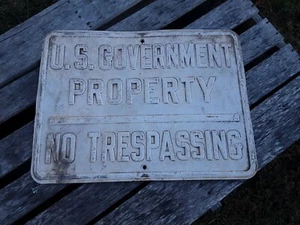 U.S. GOVERNMENT
PROPERTY
NO TRESPASSING